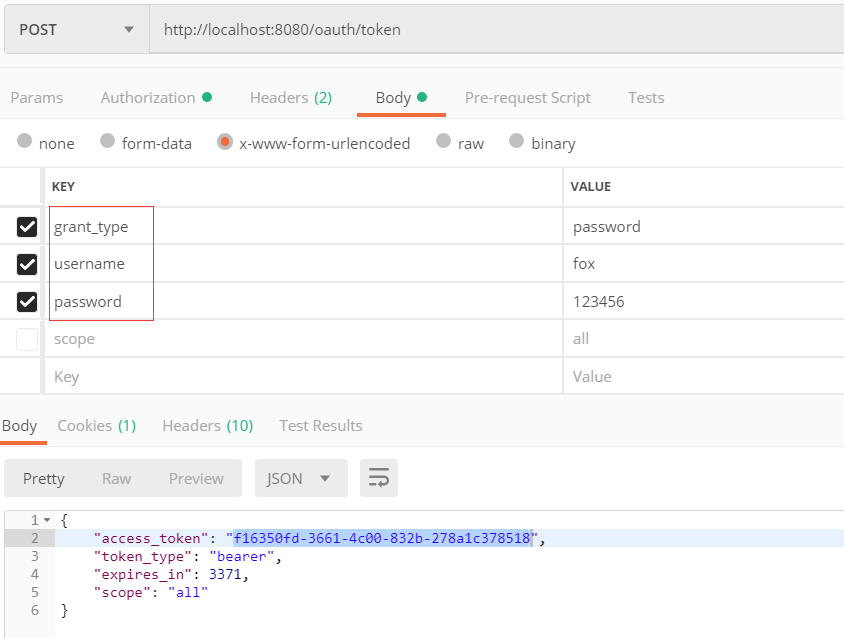 POST http://localhost:8080/oauth/token
Params Authorization Headers (2) Body Pre-request Script Tests
none form-data x-www-form-urlencoded raw binary
KEY VALUE
grant_type password
username fox
password 123456
scope all
Key Value
Body Cookies (1) Headers (10) Test Results
Pretty Raw Preview JSON
1 {
2 "access_token": "f16350fd-3661-4c00-832b-278a1c378518",
3 "token_type": "bearer",
4 "expires_in": 3371,
5 "scope": "all"
6 }